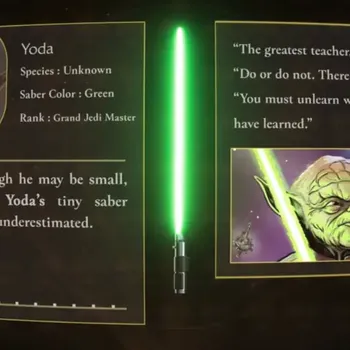 Yoda
Species : Unknown
Saber Color : Green
Rank : Grand Jedi Master
he may be small,
Yoda's tiny saber
underestimated.
"The greatest teacher
"Do or do not. There
"You must unlearn w
have learned."